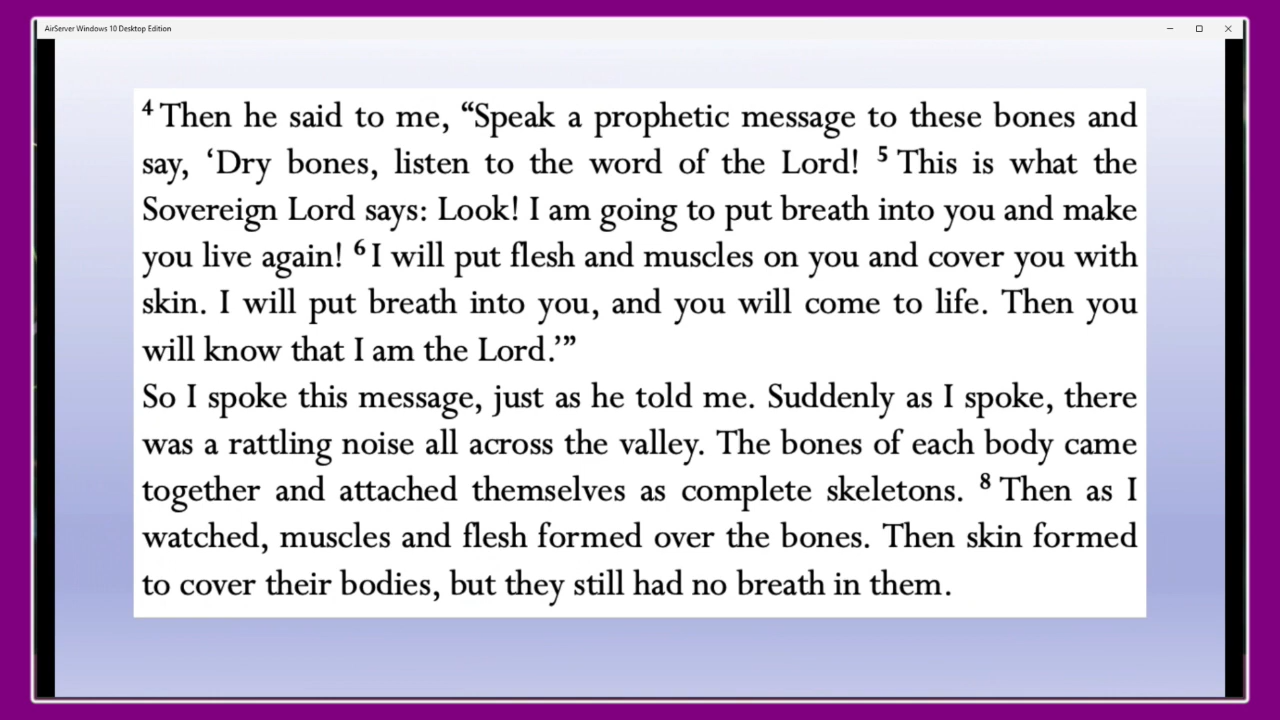 AirServer Windows 10 Desktop Edition
⁴ Then he said to me, “Speak a prophetic message to these bones and
say, ‘Dry bones, listen to the word of the Lord! ⁵ This is what the
Sovereign Lord says: Look! I am going to put breath into you and make
you live again! ⁶ I will put flesh and muscles on you and cover you with
skin. I will put breath into you, and you will come to life. Then you
will know that I am the Lord.’”
So I spoke this message, just as he told me. Suddenly as I spoke, there
was a rattling noise all across the valley. The bones of each body came
together and attached themselves as complete skeletons. ⁸ Then as I
watched, muscles and flesh formed over the bones. Then skin formed
to cover their bodies, but they still had no breath in them.